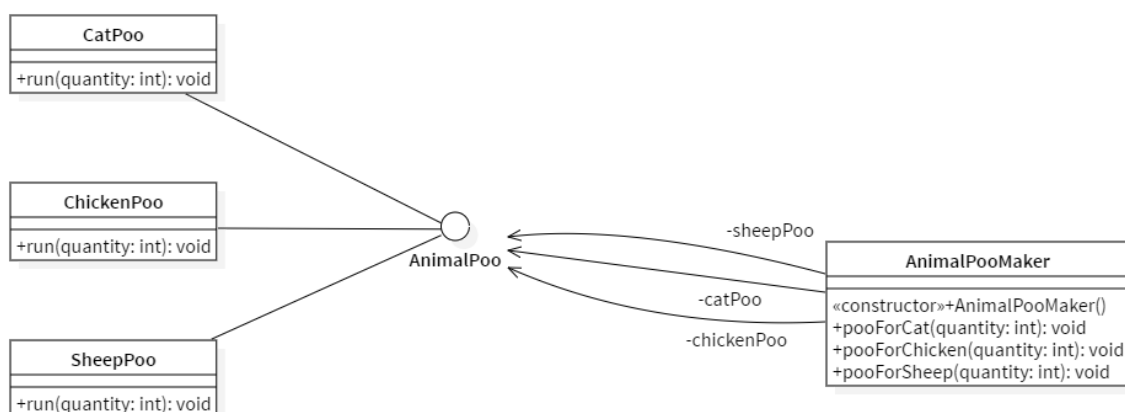 CatPoo
+run(quantity: int): void
ChickenPoo
+run(quantity: int): void
SheepPoo
+run(quantity: int): void
AnimalPoo
-sheepPoo
-catPoo
-chickenPoo
AnimalPooMaker
«constructor»+AnimalPooMaker()
+pooForCat(quantity: int): void
+pooForChicken(quantity: int): void
+pooForSheep(quantity: int): void